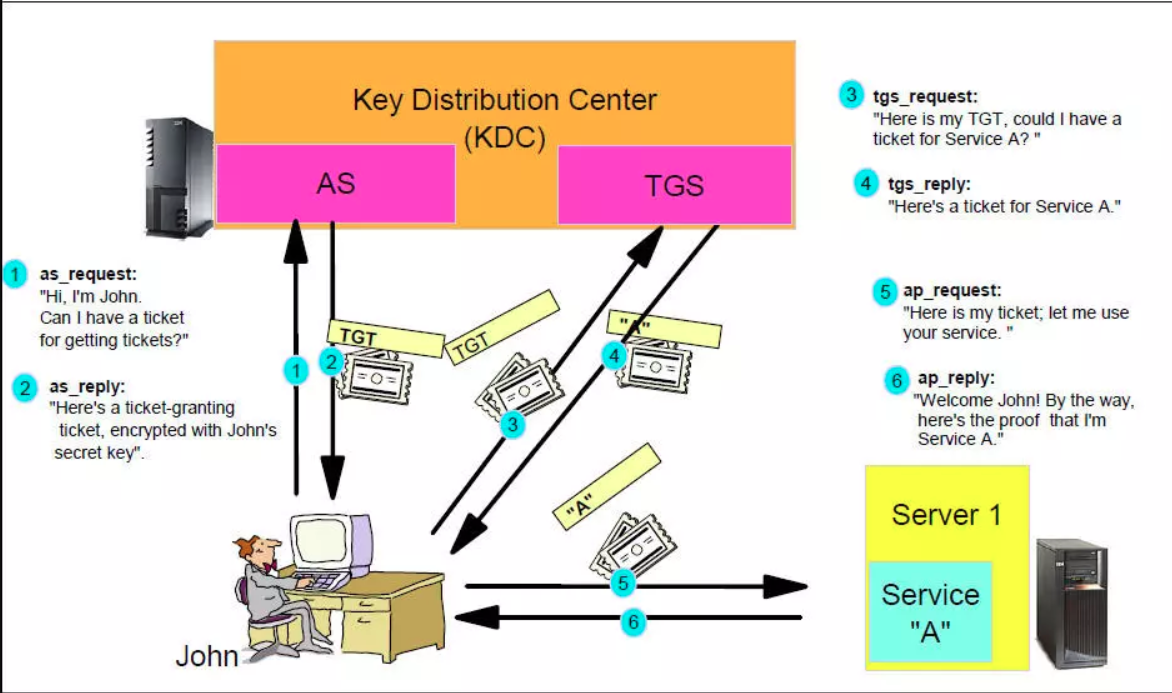 Key Distribution Center
(KDC)
AS
TGS
1
as_request:
"Hi, I'm John.
Can I have a ticket
for getting tickets?"
2
as_reply:
"Here's a ticket-granting
ticket, encrypted with John's
secret key".
3
tgs_request:
"Here is my TGT, could I have a
ticket for Service A? "
4
tgs_reply:
"Here's a ticket for Service A."
5
ap_request:
"Here is my ticket; let me use
your service. "
6
ap_reply:
"Welcome John! By the way,
here's the proof that I'm
Service A."
1
2
TGT
TGT
3
"A"
4
"A"
5
6
John
Server 1
Service
"A"